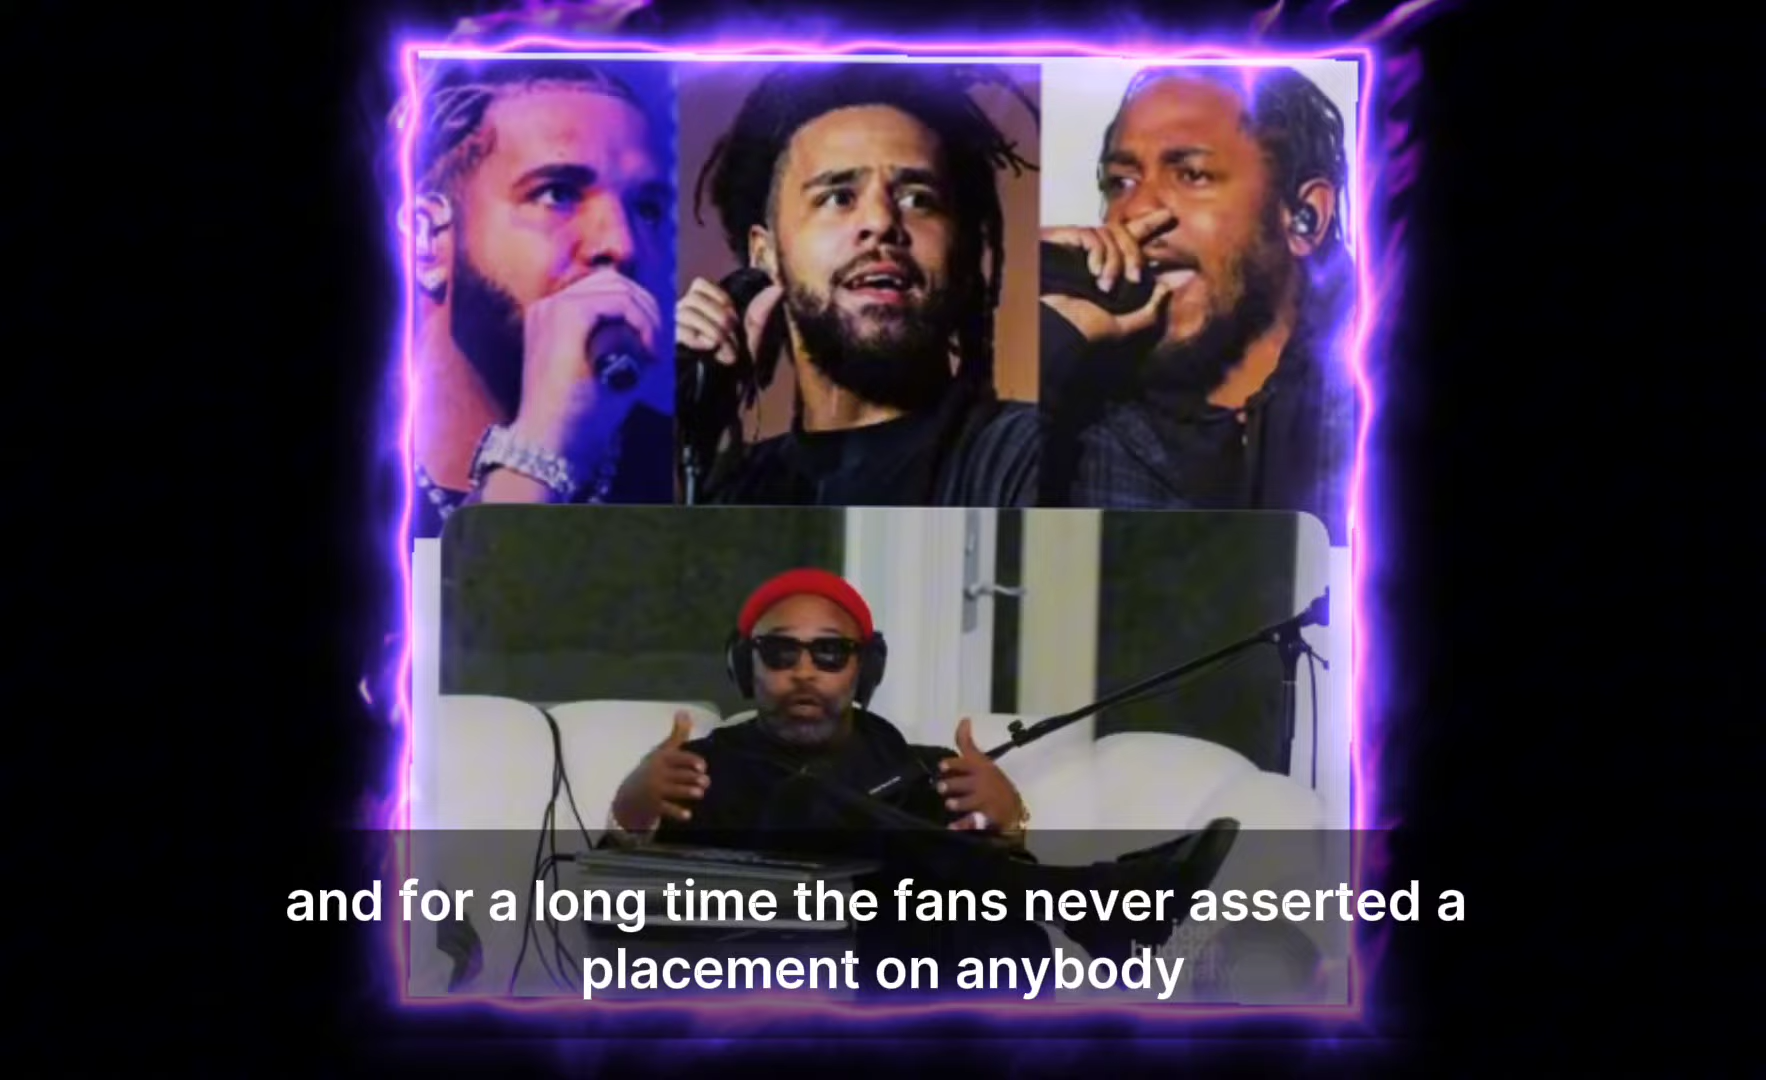 and for a long time the fans never asserted a
placement on anybody